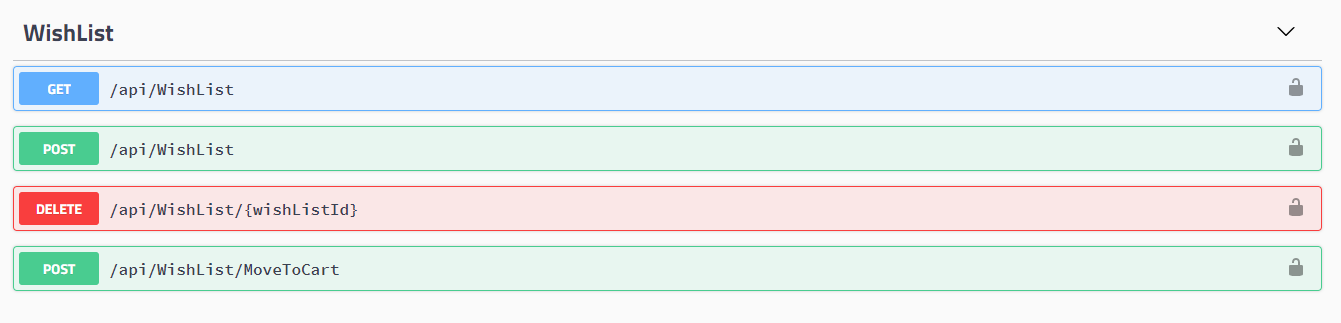 WishList
GET /api/WishList
POST /api/WishList
DELETE /api/WishList/{wishListId}
POST /api/WishList/MoveToCart